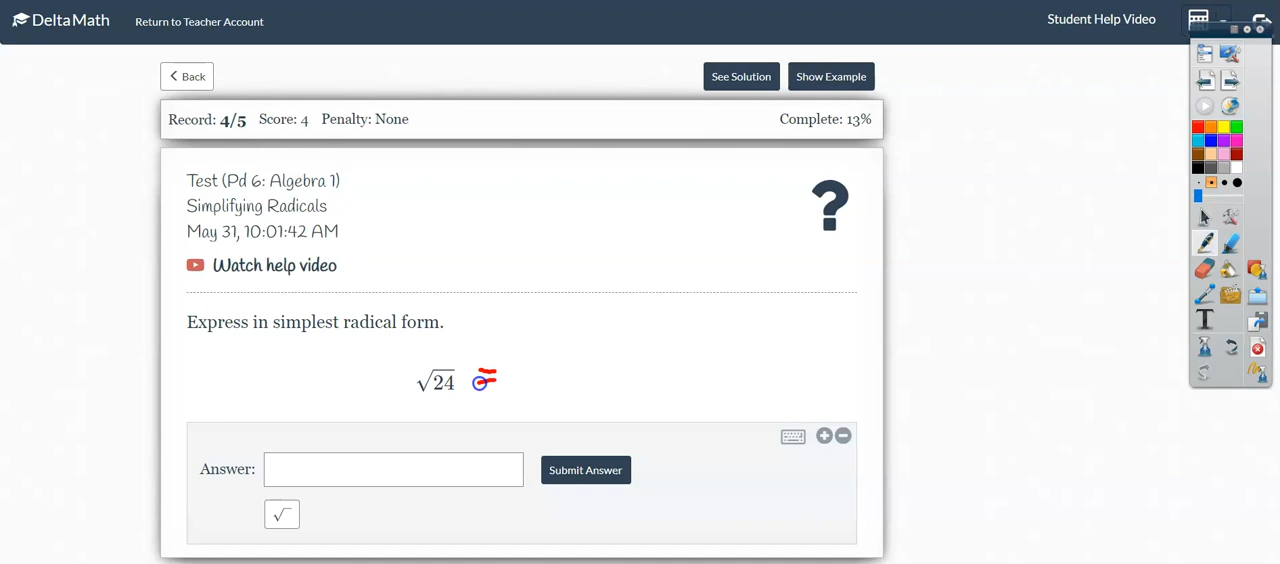 DeltaMath Return to Teacher Account Student Help Video
Back See Solution Show Example
Record: 4/5 Score: 4 Penalty: None Complete: 13%
Test (Pd 6: Algebra 1)
Simplifying Radicals
May 31, 10:01:42 AM
?
Watch help video
Express in simplest radical form.
√24 =
Answer: Submit Answer
√
T
S